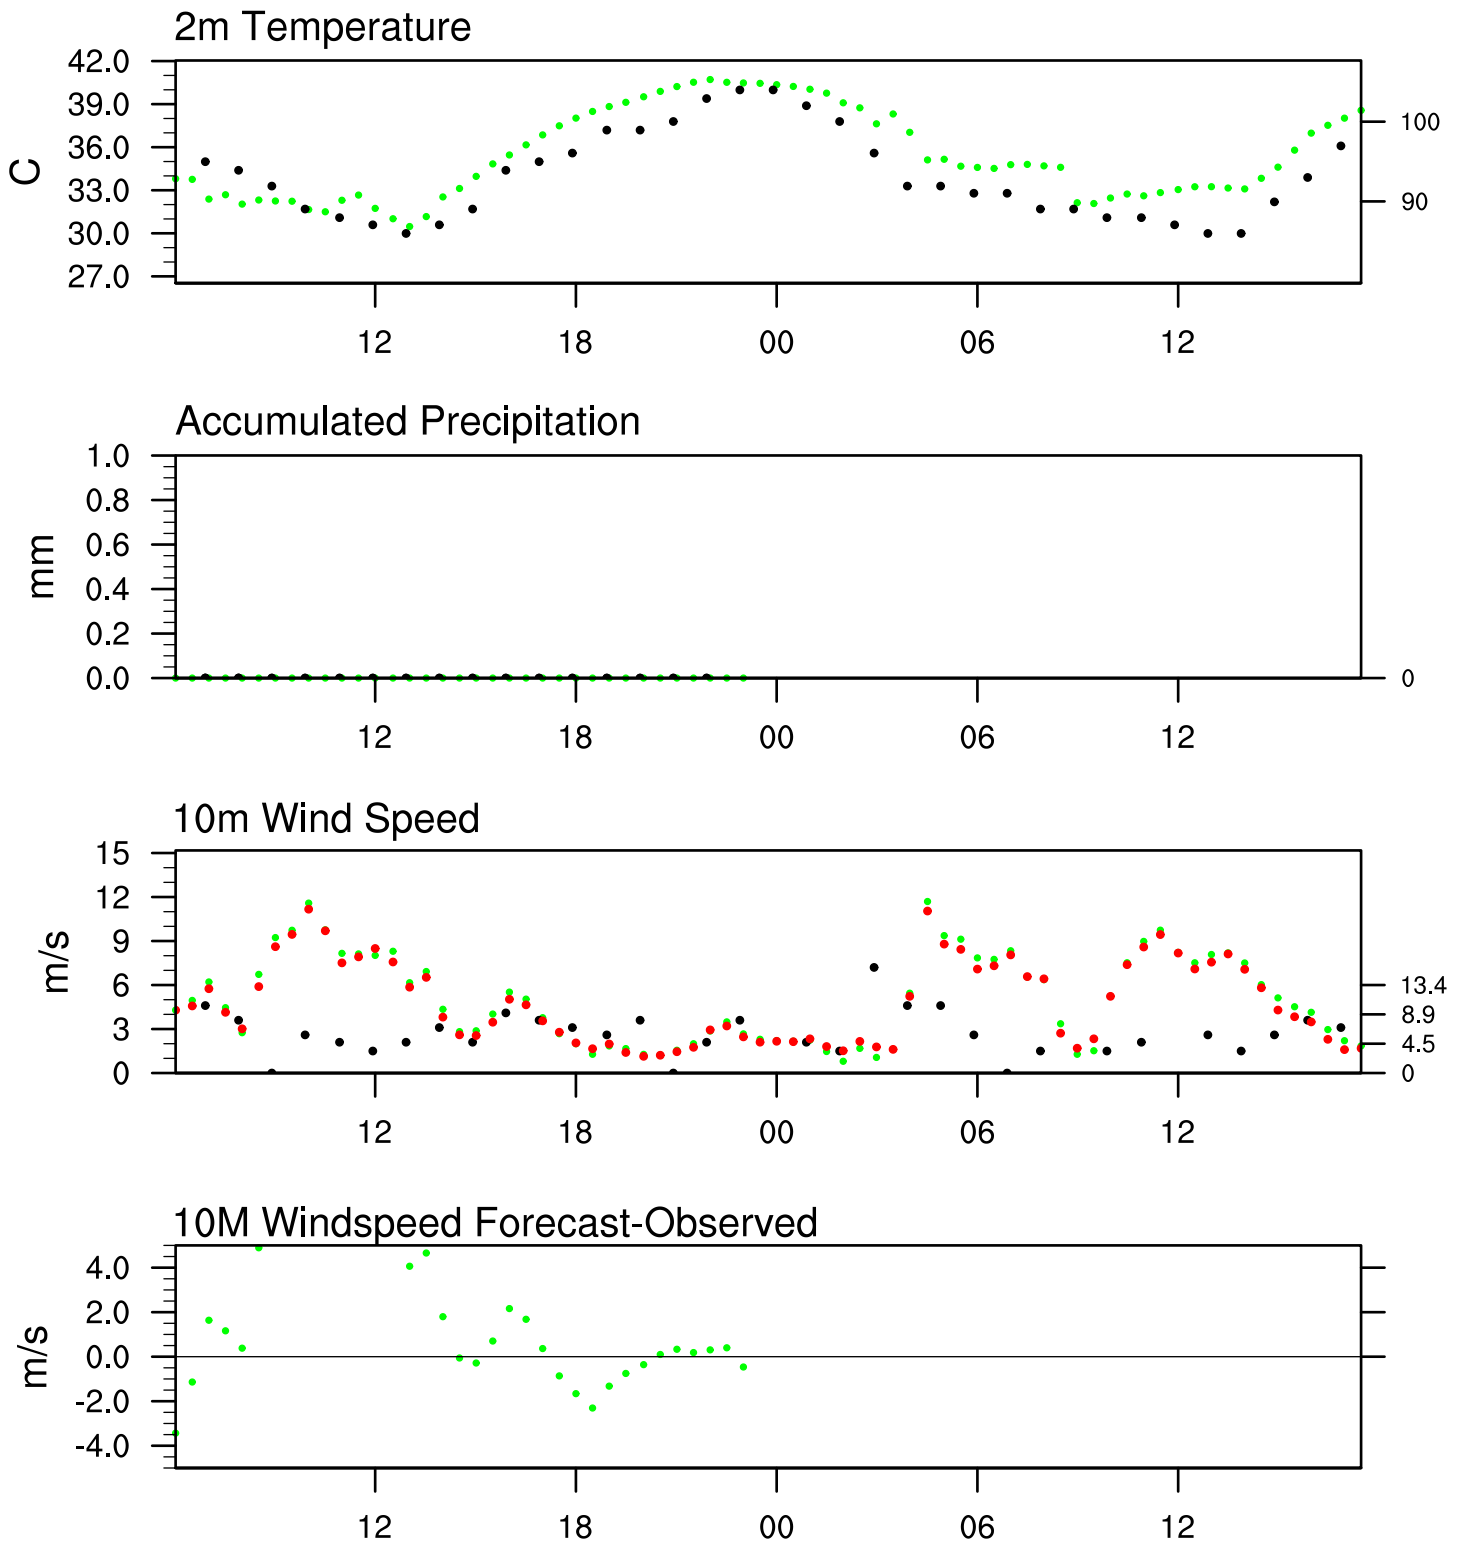 2m Temperature
42.0
39.0
36.0
33.0
30.0
27.0
C
100
90
12 18 00 06 12
Accumulated Precipitation
1.0
0.8
0.6
0.4
0.2
0.0
mm
0
12 18 00 06 12
10m Wind Speed
15
12
9
6
3
0
m/s
13.4
8.9
4.5
0
12 18 00 06 12
10M Windspeed Forecast-Observed
4.0
2.0
0.0
-2.0
-4.0
m/s
12 18 00 06 12